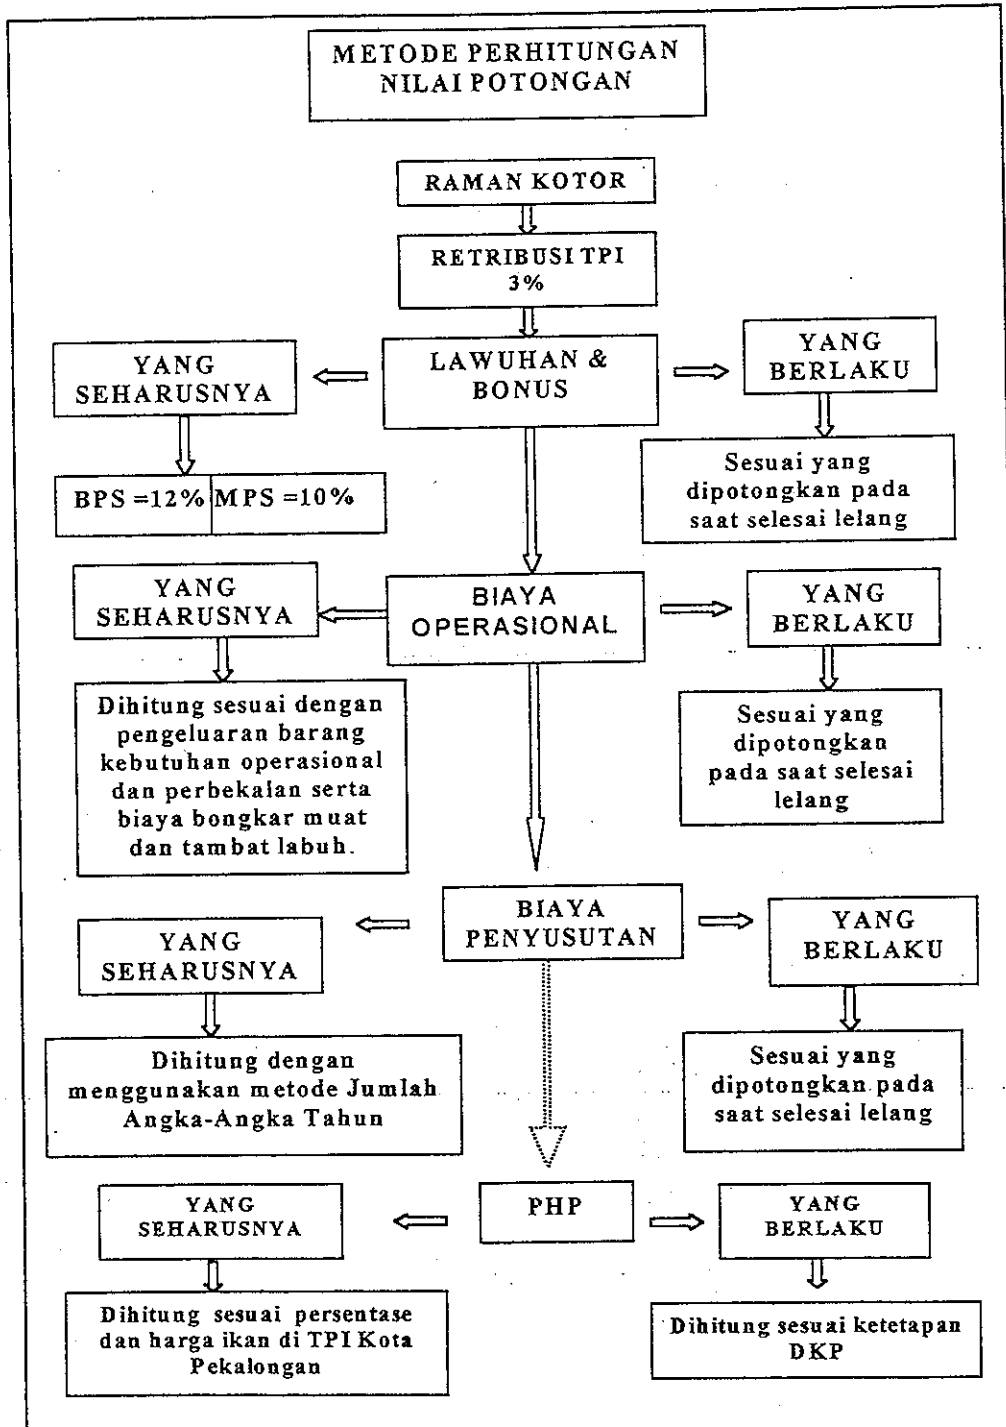 METODE PERHITUNGAN
NILAI POTONGAN
RAMAN KOTOR
RETRIBUSI TPI
3%
LAWUHAN &
BONUS
YANG
SEHARUSNYA
YANG
BERLAKU
BPS =12% MPS =10%
Sesuai yang
dipotongkan pada
saat selesai lelang
BIAYA
OPERASIONAL
YANG
SEHARUSNYA
YANG
BERLAKU
Dihitung sesuai dengan
pengeluaran barang
kebutuhan operasional
dan perbekalan serta
biaya bongkar muat
dan tambat labuh.
Sesuai yang
dipotongkan
pada saat selesai
lelang
BIAYA
PENYUSUTAN
YANG
SEHARUSNYA
YANG
BERLAKU
Dihitung dengan
menggunakan metode Jumlah
Angka-Angka Tahun
Sesuai yang
dipotongkan pada
saat selesai lelang
PHP
YANG
SEHARUSNYA
YANG
BERLAKU
Dihitung sesuai persentase
dan harga ikan di TPI Kota
Pekalongan
Dihitung sesuai ketetapan
DKP